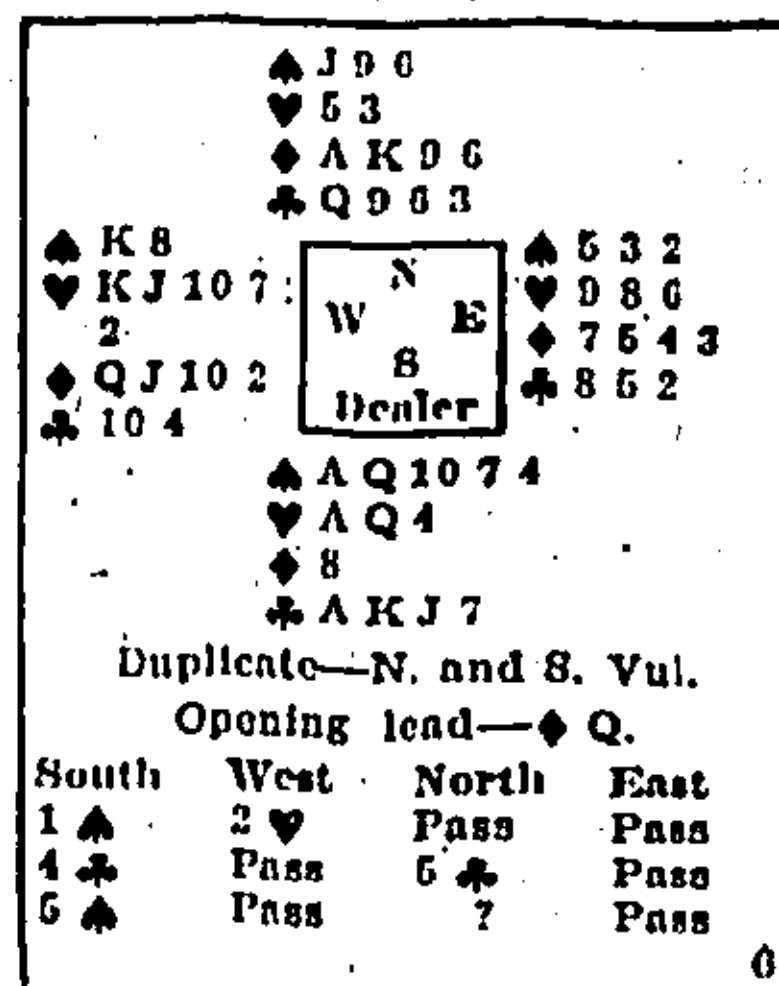 ♠ J 9 6
♥ 5 3
♦ A K 9 6
♣ Q 9 6 3
♠ K 8
♥ K J 10 7
2
♦ Q J 10 2
♣ 10 4
N
W E
S
Dealer
♠ 5 3 2
♥ 9 8 6
♦ 7 5 4 3
♣ 8 5 2
♠ A Q 10 7 4
♥ A Q 4
♦ 8
♣ A K J 7
Duplicate—N. and S. Vul.
Opening lead—♦ Q.
South West North East
1 ♠ 2 ♥ Pass Pass
4 ♣ Pass 5 ♣ Pass
5 ♠ Pass ? Pass